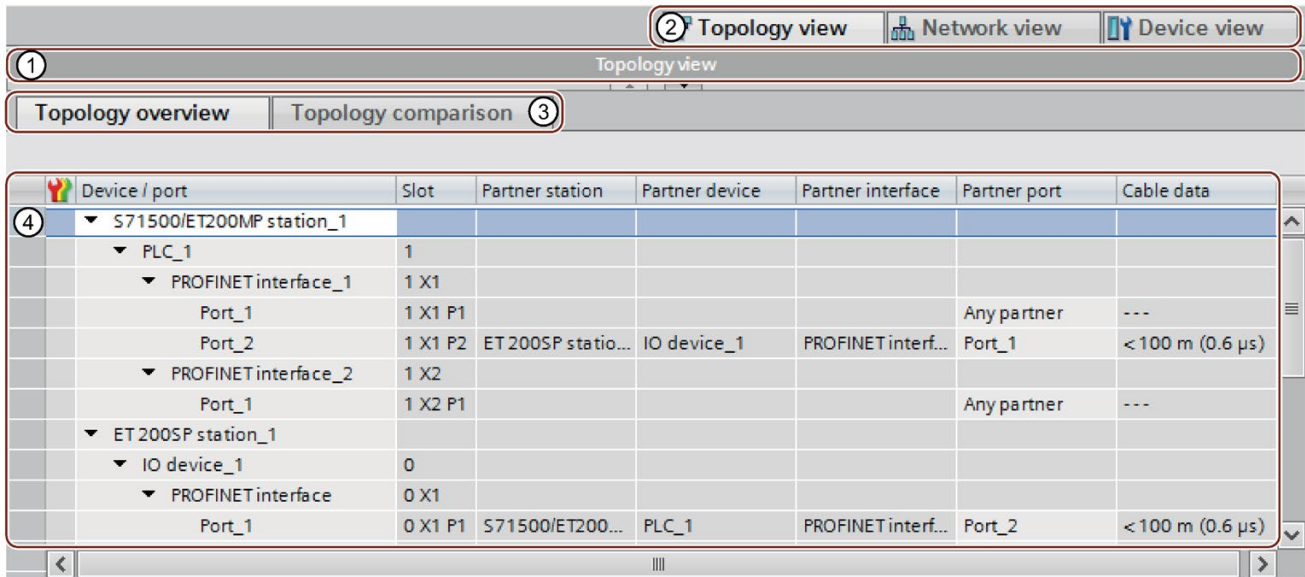 ② Topology view Network view Device view
① Topology view
Topology overview Topology comparison ③
Device / port Slot Partner station Partner device Partner interface Partner port Cable data
④ S71500/ET200MP station_1
PLC_1 1
PROFINET interface_1 1 X1
Port_1 1 X1 P1 Any partner ---
Port_2 1 X1 P2 ET200SP statio... IO device_1 PROFINET interf... Port_1 <100 m (0.6 µs)
PROFINET interface_2 1 X2
Port_1 1 X2 P1 Any partner ---
ET200SP station_1
IO device_1 0
PROFINET interface 0 X1
Port_1 0 X1 P1 S71500/ET200... PLC_1 PROFINET interf... Port_2 <100 m (0.6 µs)